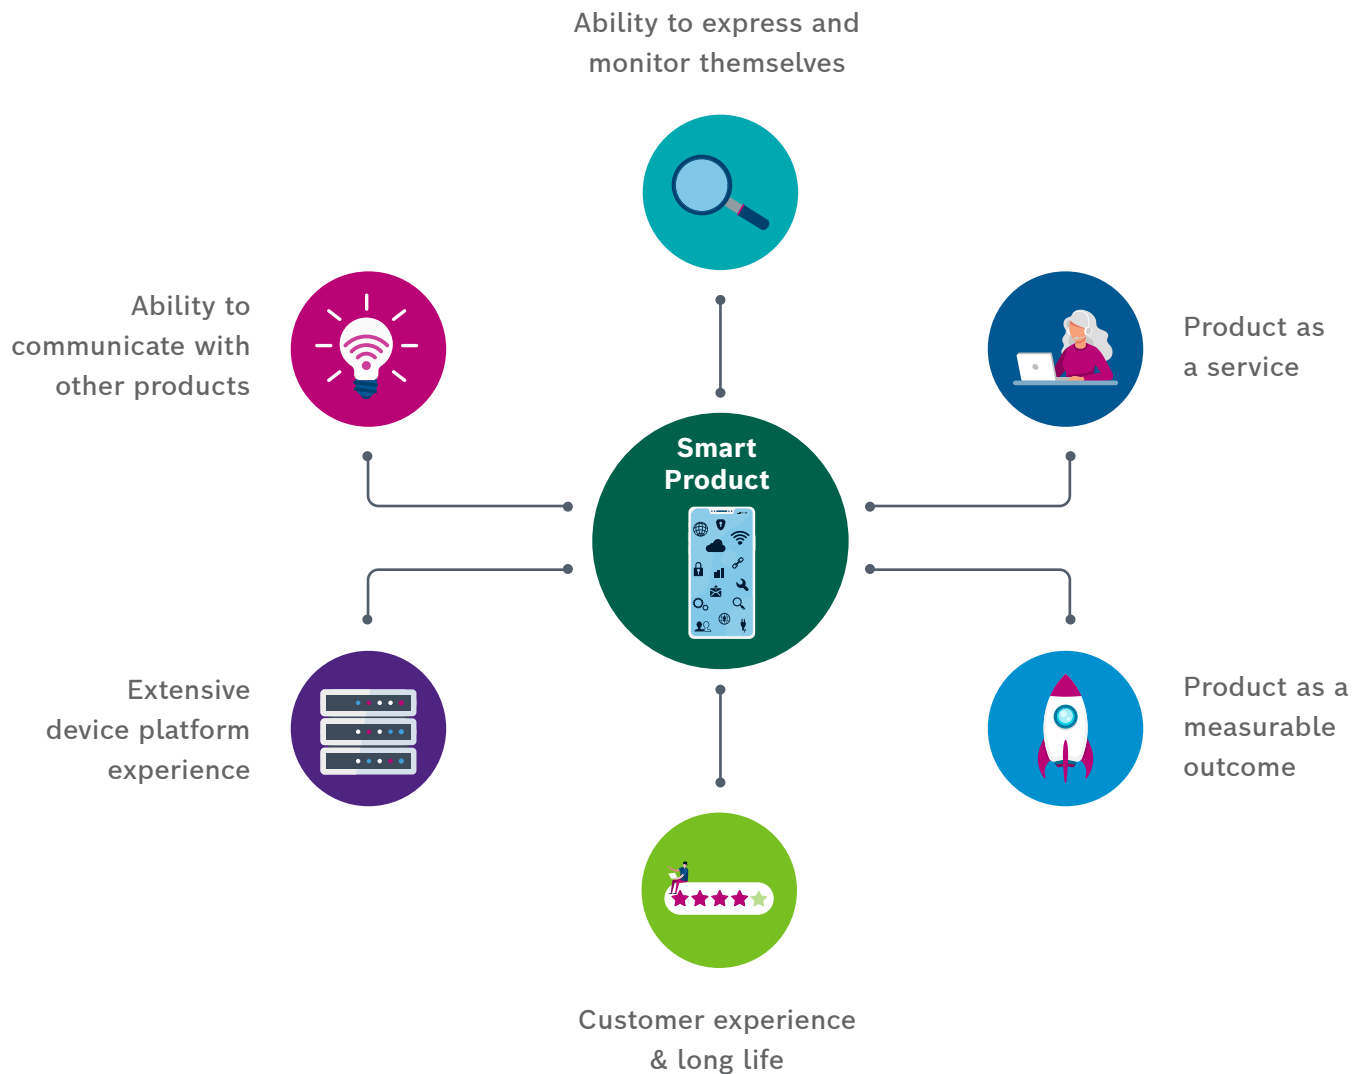 Ability to express and
monitor themselves
Ability to
communicate with
other products
Product as
a service
Smart
Product
Extensive
device platform
experience
Product as a
measurable
outcome
Customer experience
& long life